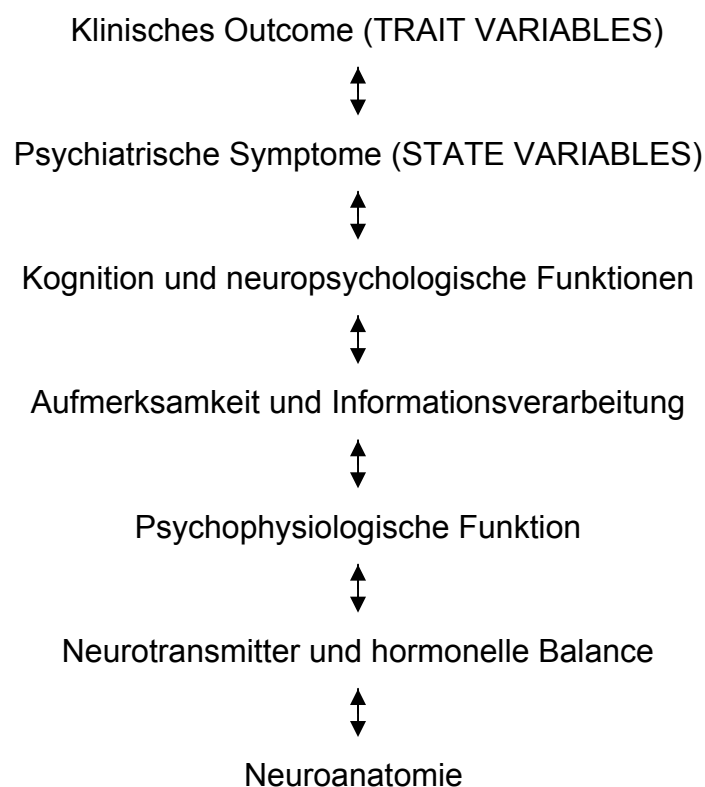 Klinisches Outcome (TRAIT VARIABLES)
Psychiatrische Symptome (STATE VARIABLES)
Kognition und neuropsychologische Funktionen
Aufmerksamkeit und Informationsverarbeitung
Psychophysiologische Funktion
Neurotransmitter und hormonelle Balance
Neuroanatomie